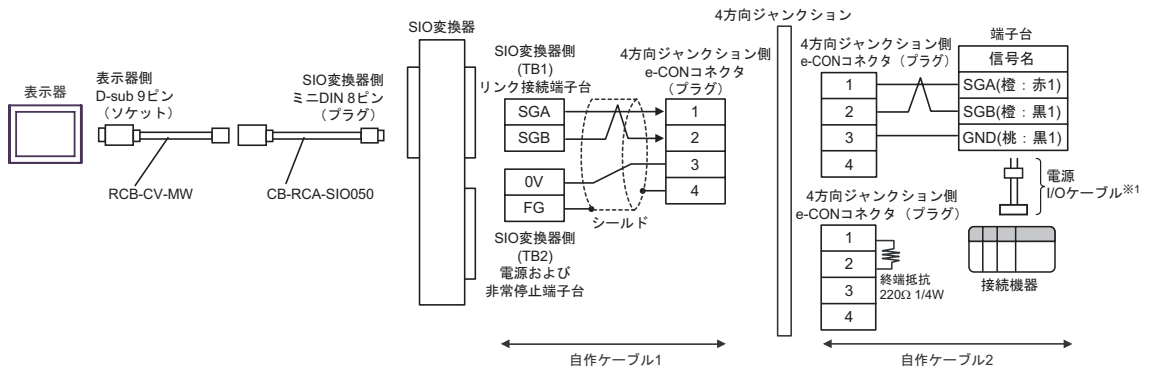 表示器
表示器側
D-sub 9ピン
（ソケット）
RCB-CV-MW
SIO変換器側
ミニDIN 8ピン
（プラグ）
CB-RCA-SIO050
SIO変換器
SIO変換器側
(TB1)
リンク接続端子台
SGA
SGB
0V
FG
SIO変換器側
(TB2)
電源および
非常停止端子台
シールド
4方向ジャンクション側
e-CONコネクタ
（プラグ）
1
2
3
4
自作ケーブル1
4方向ジャンクション
4方向ジャンクション側
e-CONコネクタ（プラグ）
1
2
3
4
端子台
信号名
SGA(橙：赤1)
SGB(橙：黒1)
GND(桃：黒1)
電源
I/Oケーブル※1
接続機器
4方向ジャンクション側
e-CONコネクタ（プラグ）
1
2
3
4
終端抵抗
220Ω 1/4W
自作ケーブル2